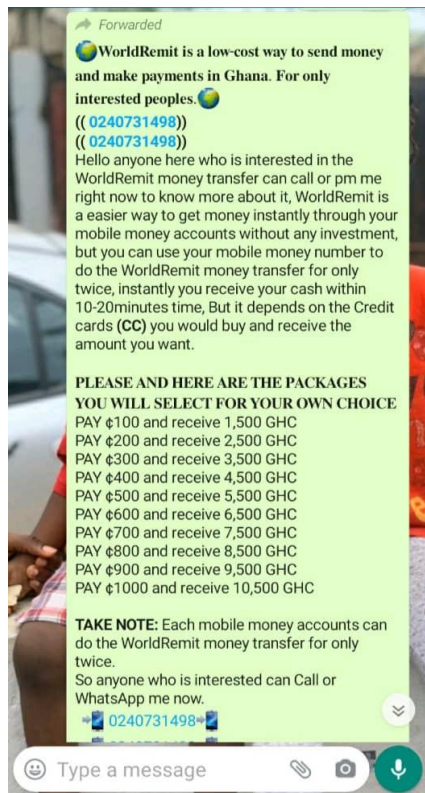 Forwarded
🌍WorldRemit is a low-cost way to send money
and make payments in Ghana. For only
interested peoples.🌍
(( 0240731498))
(( 0240731498))
Hello anyone here who is interested in the
WorldRemit money transfer can call or pm me
right now to know more about it, WorldRemit is
a easier way to get money instantly through your
mobile money accounts without any investment,
but you can use your mobile money number to
do the WorldRemit money transfer for only
twice, instantly you receive your cash within
10-20minutes time, But it depends on the Credit
cards (CC) you would buy and receive the
amount you want.
PLEASE AND HERE ARE THE PACKAGES
YOU WILL SELECT FOR YOUR OWN CHOICE
PAY ¢100 and receive 1,500 GHC
PAY ¢200 and receive 2,500 GHC
PAY ¢300 and receive 3,500 GHC
PAY ¢400 and receive 4,500 GHC
PAY ¢500 and receive 5,500 GHC
PAY ¢600 and receive 6,500 GHC
PAY ¢700 and receive 7,500 GHC
PAY ¢800 and receive 8,500 GHC
PAY ¢900 and receive 9,500 GHC
PAY ¢1000 and receive 10,500 GHC
TAKE NOTE: Each mobile money accounts can
do the WorldRemit money transfer for only
twice.
So anyone who is interested can Call or
WhatsApp me now.
📲 0240731498📲
Type a message